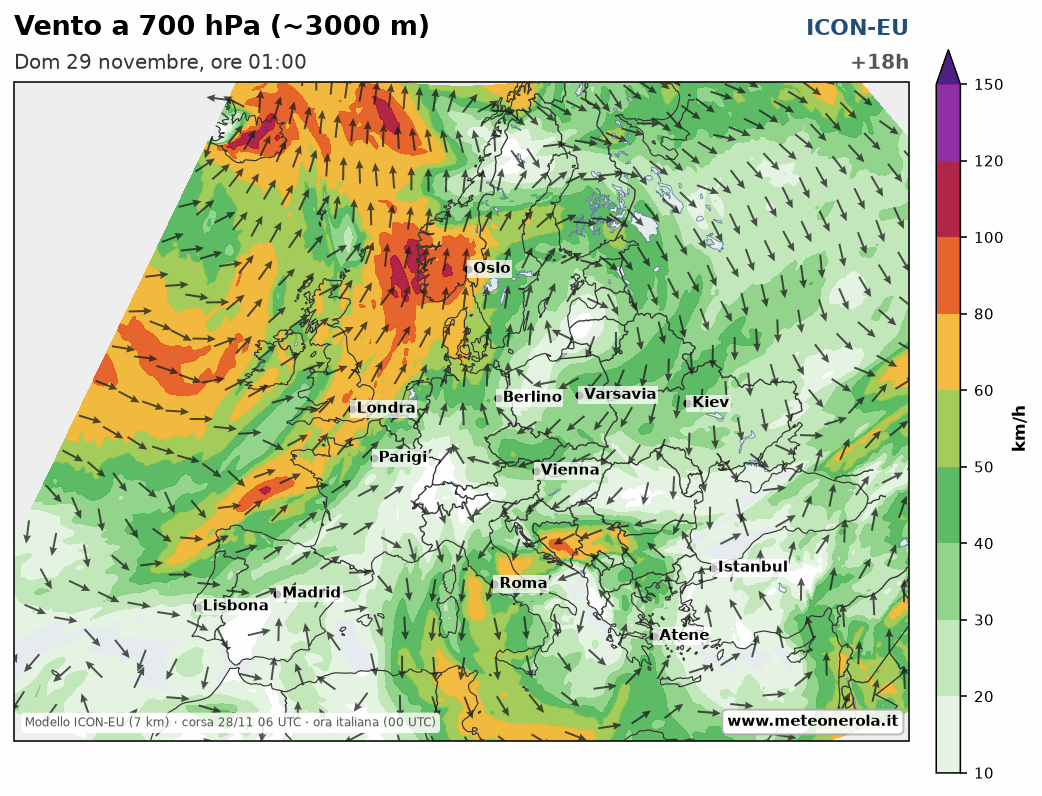 Vento a 700 hPa (~3000 m)
ICON-EU
Dom 29 novembre, ore 01:00
+18h
150
120
100
80
60
50
40
30
20
10
km/h
Oslo
Londra
Berlino
Varsavia
Kiev
Parigi
Vienna
Istanbul
Roma
Madrid
Lisbona
Atene
Modello ICON-EU (7 km) · corsa 28/11 06 UTC · ora italiana (00 UTC)
www.meteonerola.it